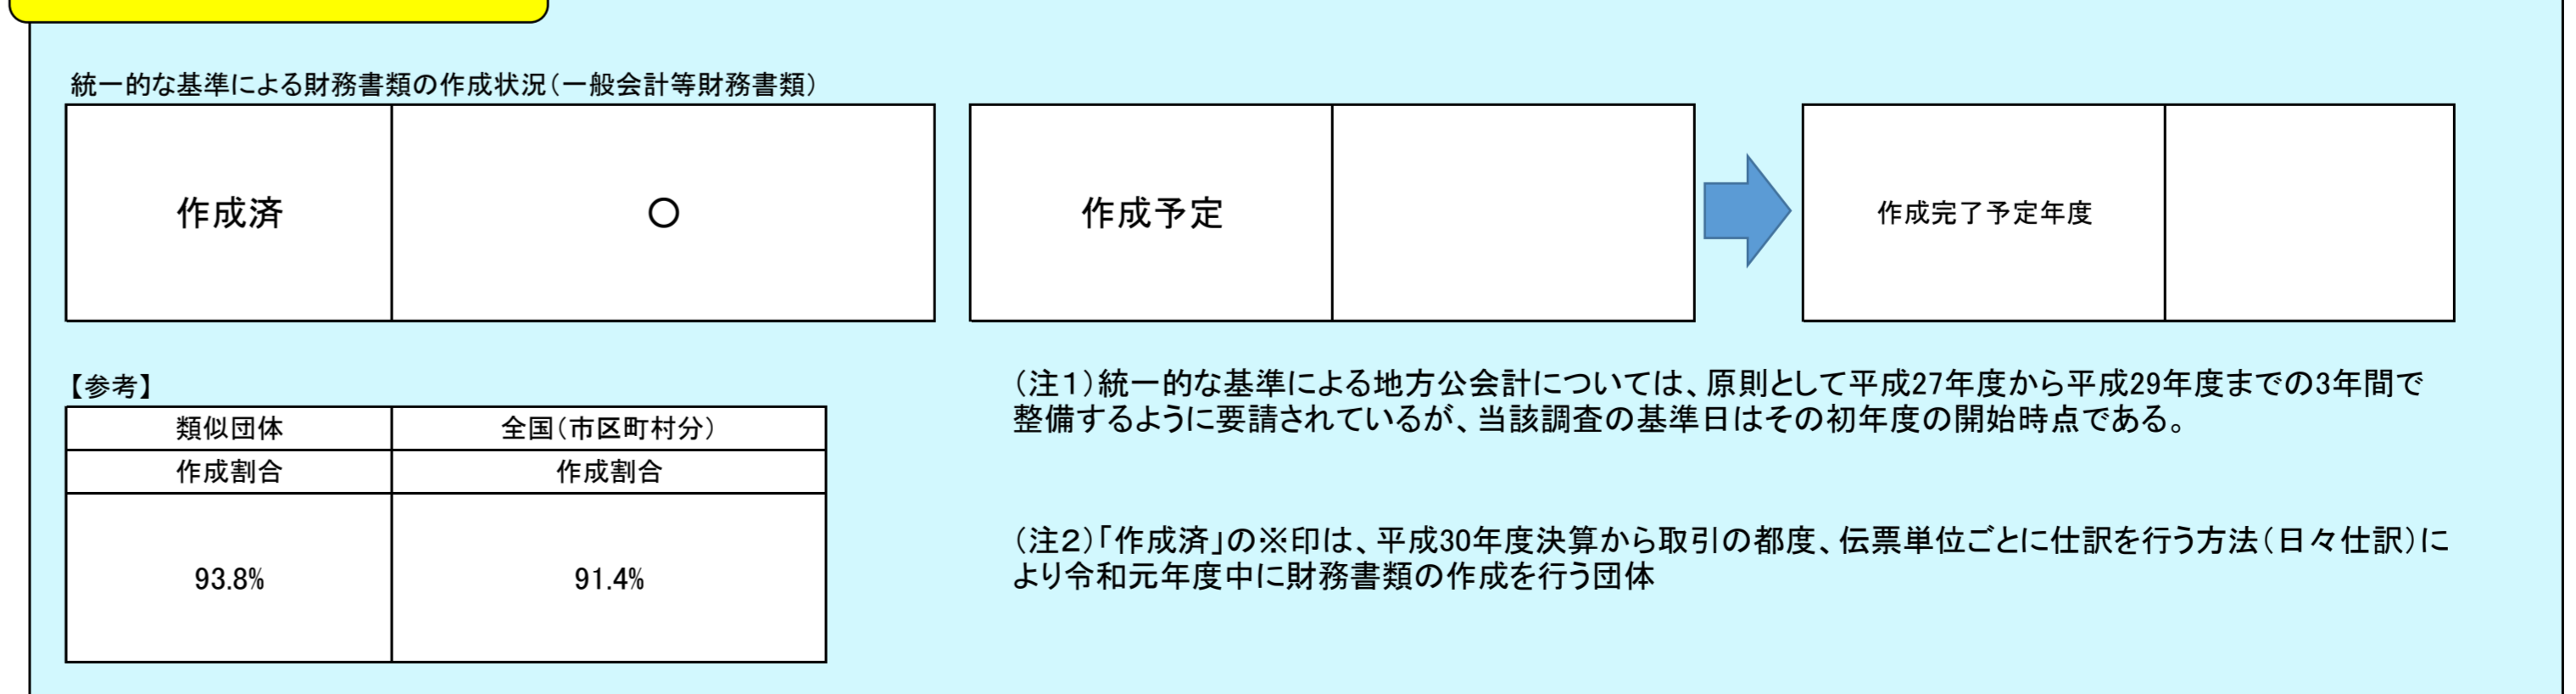 統一的な基準による財務書類の作成状況（一般会計等財務書類）
作成済
○
作成予定
作成完了予定年度
【参考】
類似団体
全国（市区町村分）
作成割合
作成割合
93.8%
91.4%
（注１）統一的な基準による地方公会計については、原則として平成27年度から平成29年度までの3年間で
整備するように要請されているが、当該調査の基準日はその初年度の開始時点である。
（注２）「作成済」の※印は、平成30年度決算から取引の都度、伝票単位ごとに仕訳を行う方法（日々仕訳）に
より令和元年度中に財務書類の作成を行う団体